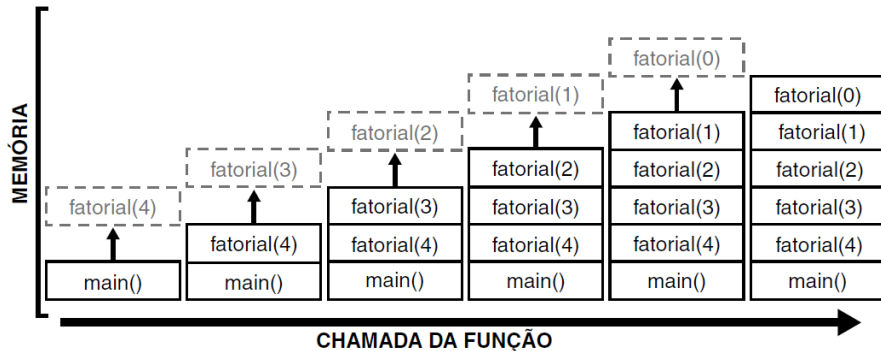 MEMÓRIA
fatorial(4)
main()
fatorial(3)
fatorial(4)
main()
fatorial(2)
fatorial(3)
fatorial(4)
main()
fatorial(1)
fatorial(2)
fatorial(3)
fatorial(4)
main()
fatorial(0)
fatorial(1)
fatorial(2)
fatorial(3)
fatorial(4)
main()
fatorial(0)
fatorial(1)
fatorial(2)
fatorial(3)
fatorial(4)
main()
CHAMADA DA FUNÇÃO